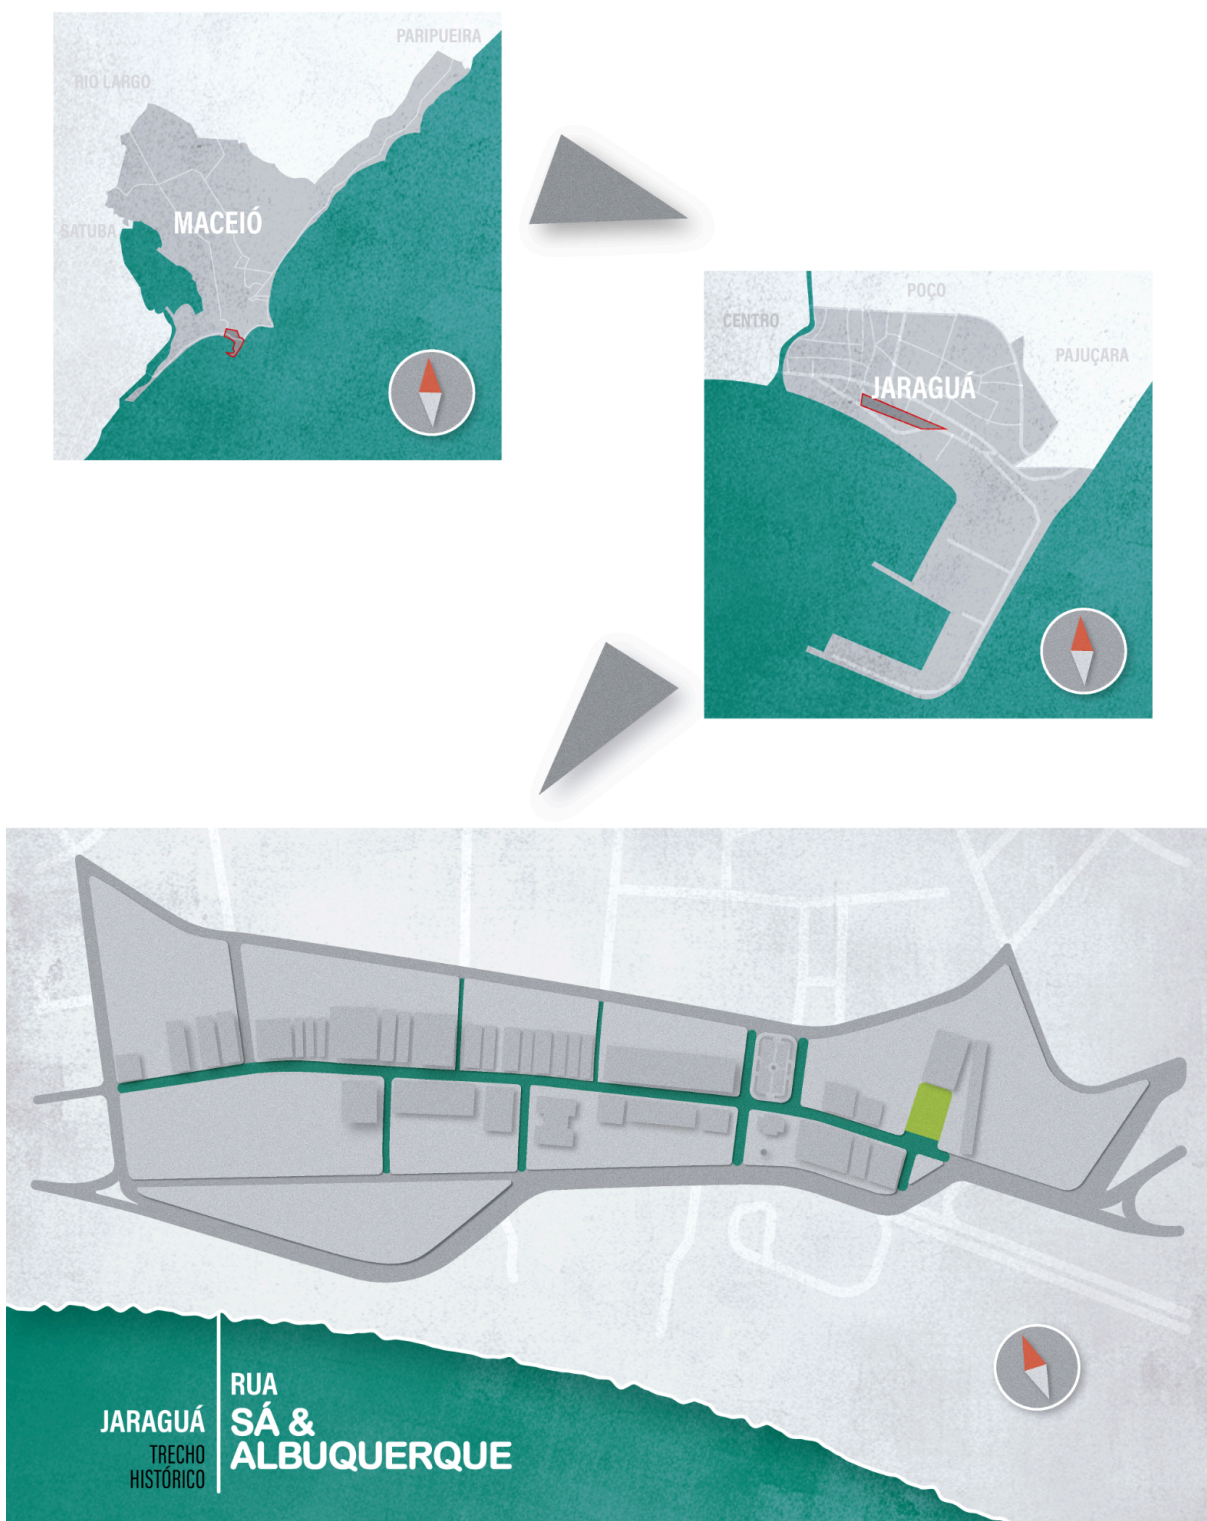 PARIPUEIRA
RIO LARGO
MACEIÓ
SATUBA
POÇO
CENTRO
PAJUÇARA
JARAGUÁ
JARAGUÁ
TRECHO
HISTÓRICO
RUA
SÁ &
ALBUQUERQUE